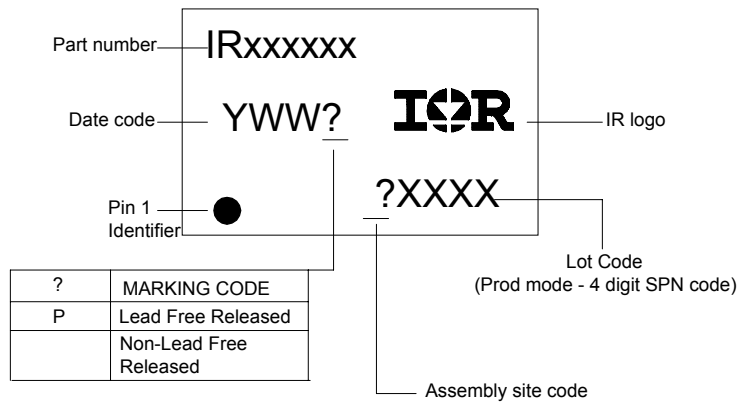 Part number
IRxxxxxx
Date code
YWW?
IOR
IR logo
Pin 1
Identifier
?XXXX
Lot Code
(Prod mode - 4 digit SPN code)
? MARKING CODE
P Lead Free Released
Non-Lead Free
Released
Assembly site code